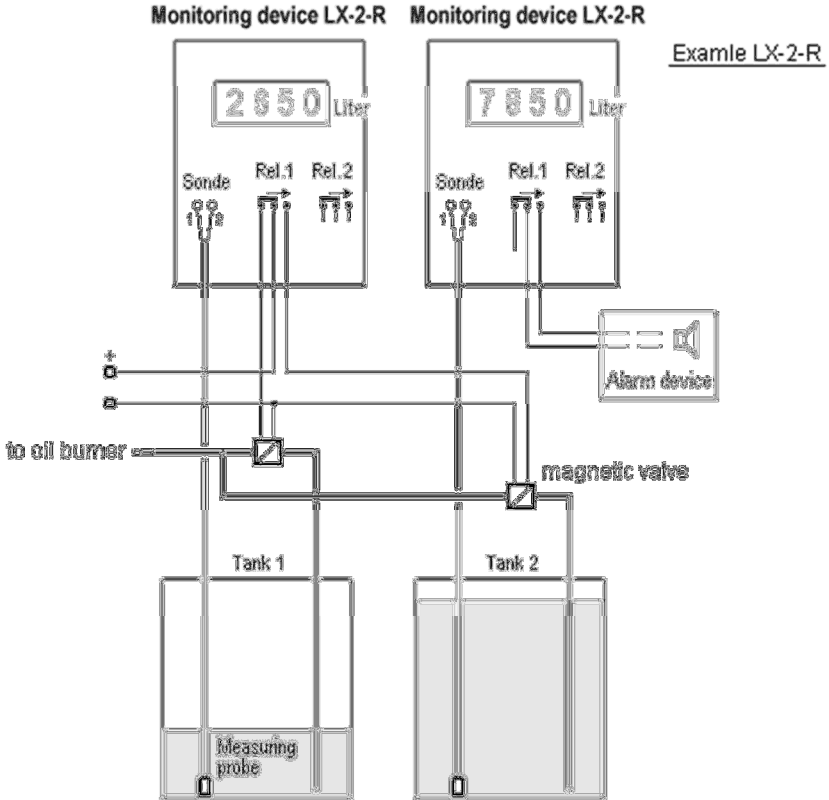 Monitoring device LX-2-R
Monitoring device LX-2-R
Examle LX-2-R
2850 Liter
7850 Liter
Sonde
Rel.1
Rel.2
1 2
Sonde
Rel.1
Rel.2
1 2
+
-
Alarm device
to oil burner
magnetic valve
Tank 1
Tank 2
Measuring
probe